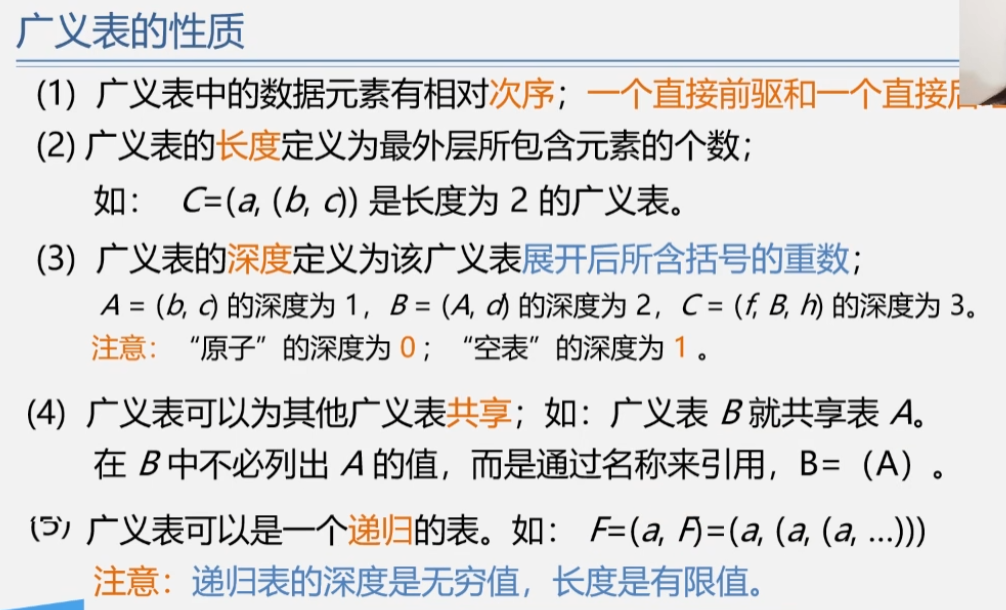 广义表的性质
(1) 广义表中的数据元素有相对次序；一个直接前驱和一个直接
(2) 广义表的长度定义为最外层所包含元素的个数；
如： C=(a, (b, c)) 是长度为 2 的广义表。
(3) 广义表的深度定义为该广义表展开后所含括号的重数；
A = (b, c) 的深度为 1，B = (A, d) 的深度为 2，C = (f, B, h) 的深度为 3。
注意： “原子”的深度为 0 ； “空表”的深度为 1 。
(4) 广义表可以为其他广义表共享；如：广义表 B 就共享表 A。
在 B 中不必列出 A 的值，而是通过名称来引用，B=（A）。
(5) 广义表可以是一个递归的表。如： F=(a, F)=(a, (a, (a, …)))
注意：递归表的深度是无穷值，长度是有限值。